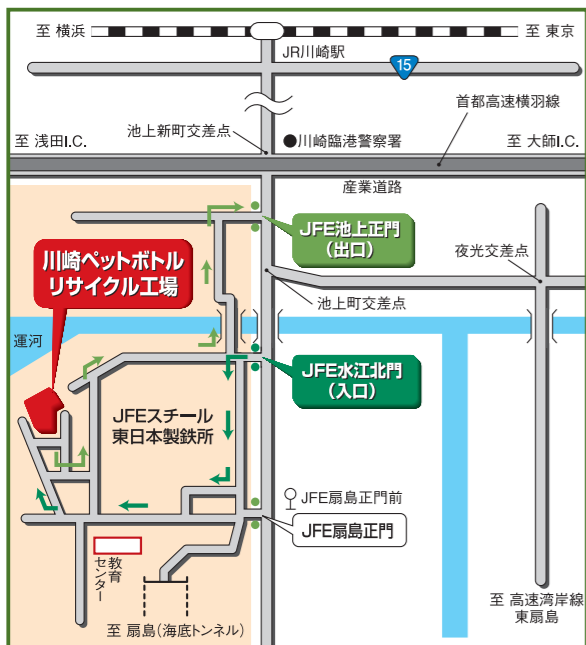 至 横浜
至 東京
JR川崎駅
15
首都高速横羽線
池上新町交差点
至 浅田I.C.
●川崎臨港警察署
至 大師I.C.
産業道路
JFE池上正門
(出口)
川崎ペットボトル
リサイクル工場
夜光交差点
池上町交差点
運河
JFE水江北門
(入口)
JFEスチール
東日本製鉄所
JFE扇島正門前
JFE扇島正門
教育
センター
至 高速湾岸線
東扇島
至 扇島(海底トンネル)